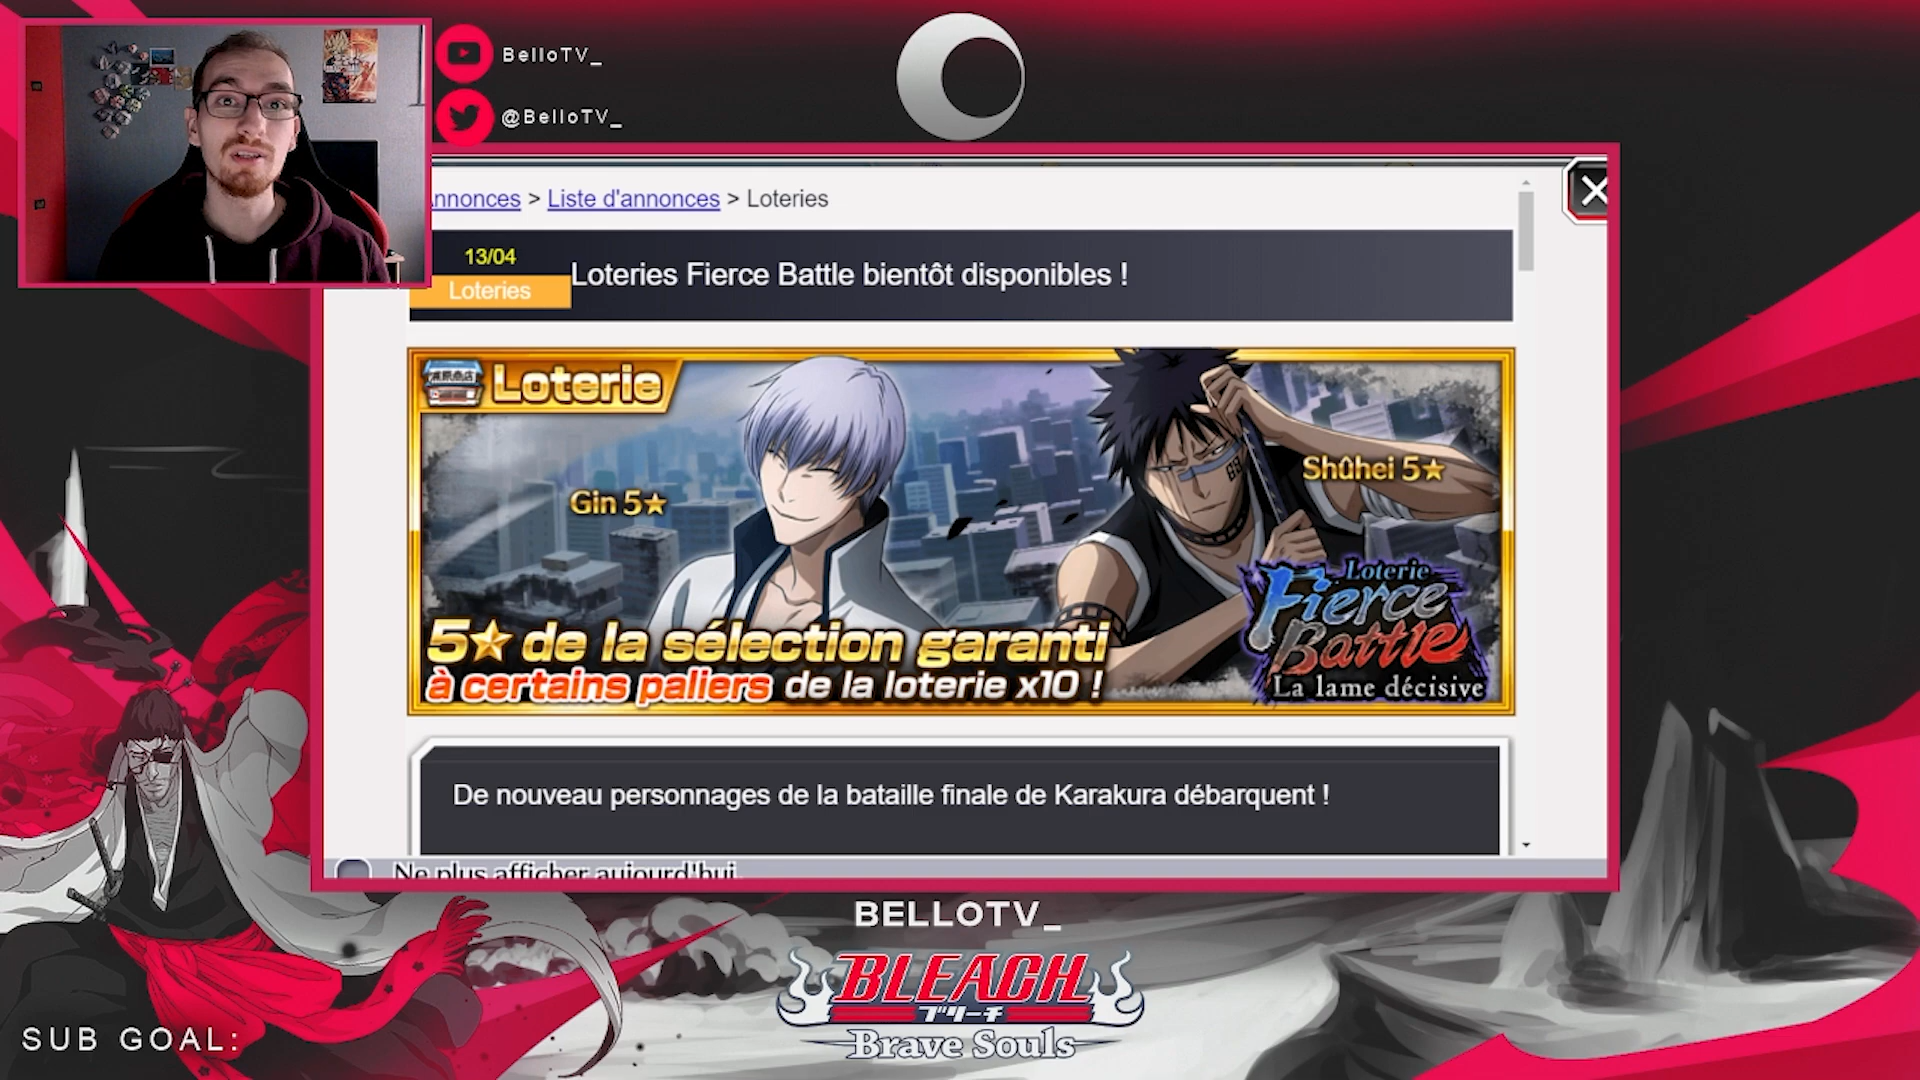 BelloTV_
@BelloTV_
nnonces > Liste d'annonces > Loteries
13/04
Loteries
Loteries Fierce Battle bientôt disponibles !
Loterie
Gin 5★
Shûhei 5★
69
Loterie
Fierce
Battle
La lame décisive
5★ de la sélection garanti
à certains paliers de la loterie x10 !
De nouveau personnages de la bataille finale de Karakura débarquent !
Ne plus afficher aujourd'hui
BELLOTV_
BLEACH
ブリーチ
Brave Souls
SUB GOAL: